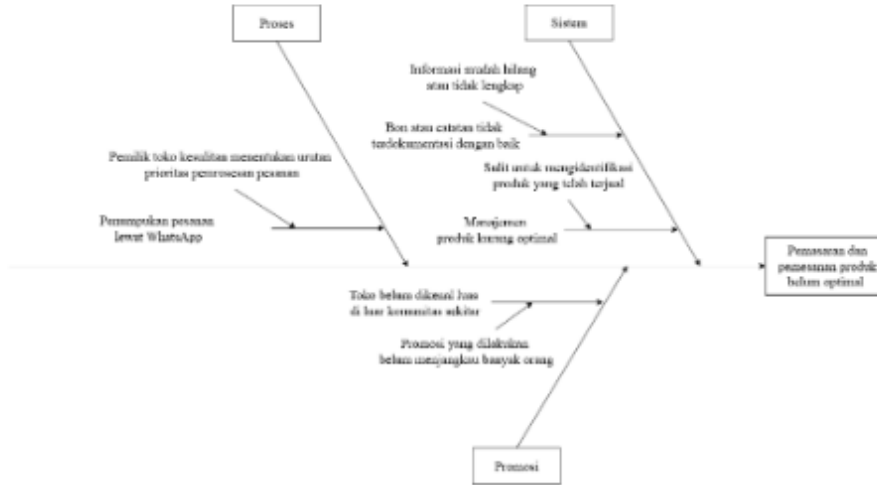 Proses
Sistem
Informasi mudah hilang
atau tidak lengkap
Bon atau catatan tidak
terdokumentasi dengan baik
Pemilik toko kesulitan menentukan urutan
prioritas pemrosesan pesanan
Sulit untuk mengidentifikasi
produk yang telah terjual
Penumpukan pesanan
lewat WhatsApp
Manajemen
produk kurang optimal
Pemasaran dan
pemesanan produk
belum optimal
Toko belum dikenal luas
di luar komunitas sekitar
Promosi yang dilakukan
belum menjangkau banyak orang
Promosi